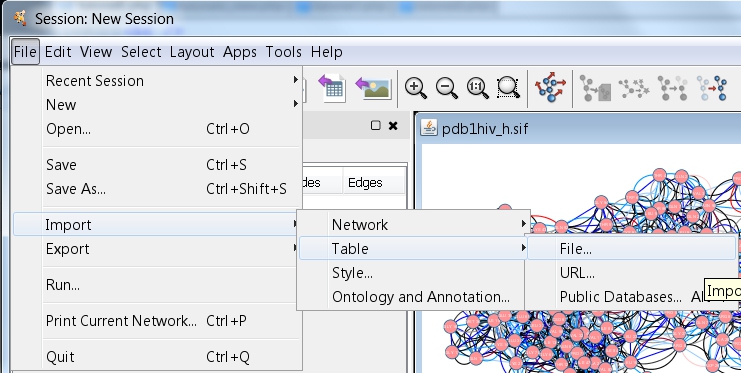 Session: New Session
File Edit View Select Layout Apps Tools Help
Recent Session
New
Open... Ctrl+O
Save Ctrl+S
Save As... Ctrl+Shift+S
Import
Export
Run...
Print Current Network... Ctrl+P
Quit Ctrl+Q
des Edges
1:1
pdb1hiv_h.sif
Network
Table
Style...
Ontology and Annotation...
File...
URL...
Public Databases... Al
Impo